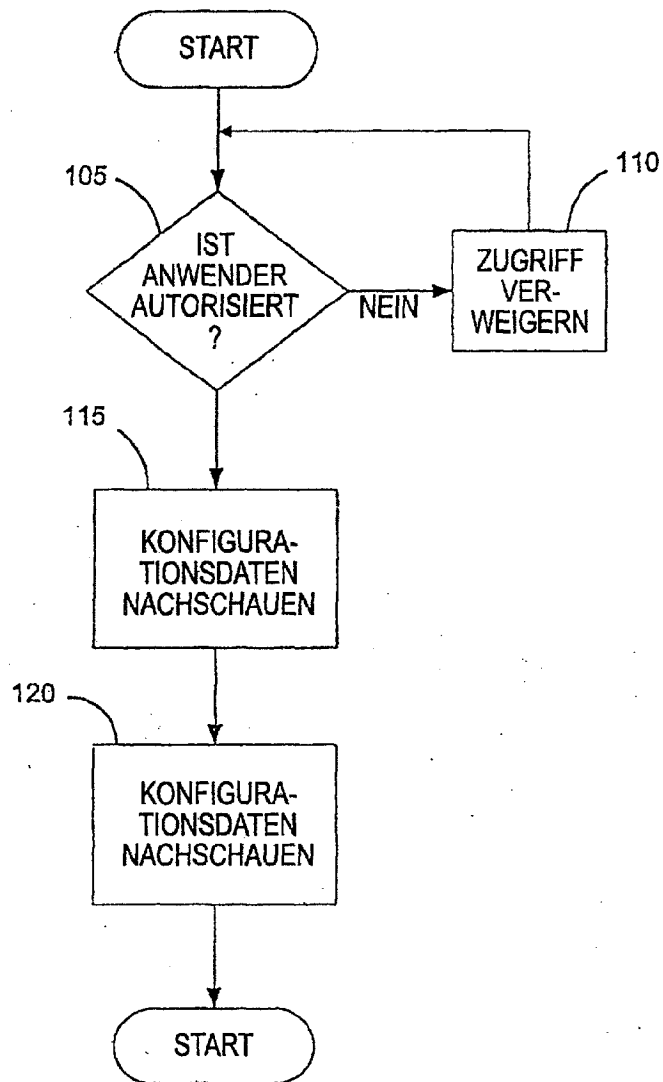 START
105
IST
ANWENDER
AUTORISIERT
?
NEIN
110
ZUGRIFF
VER-
WEIGERN
115
KONFIGURA-
TIONSDATEN
NACHSCHAUEN
120
KONFIGURA-
TIONSDATEN
NACHSCHAUEN
START